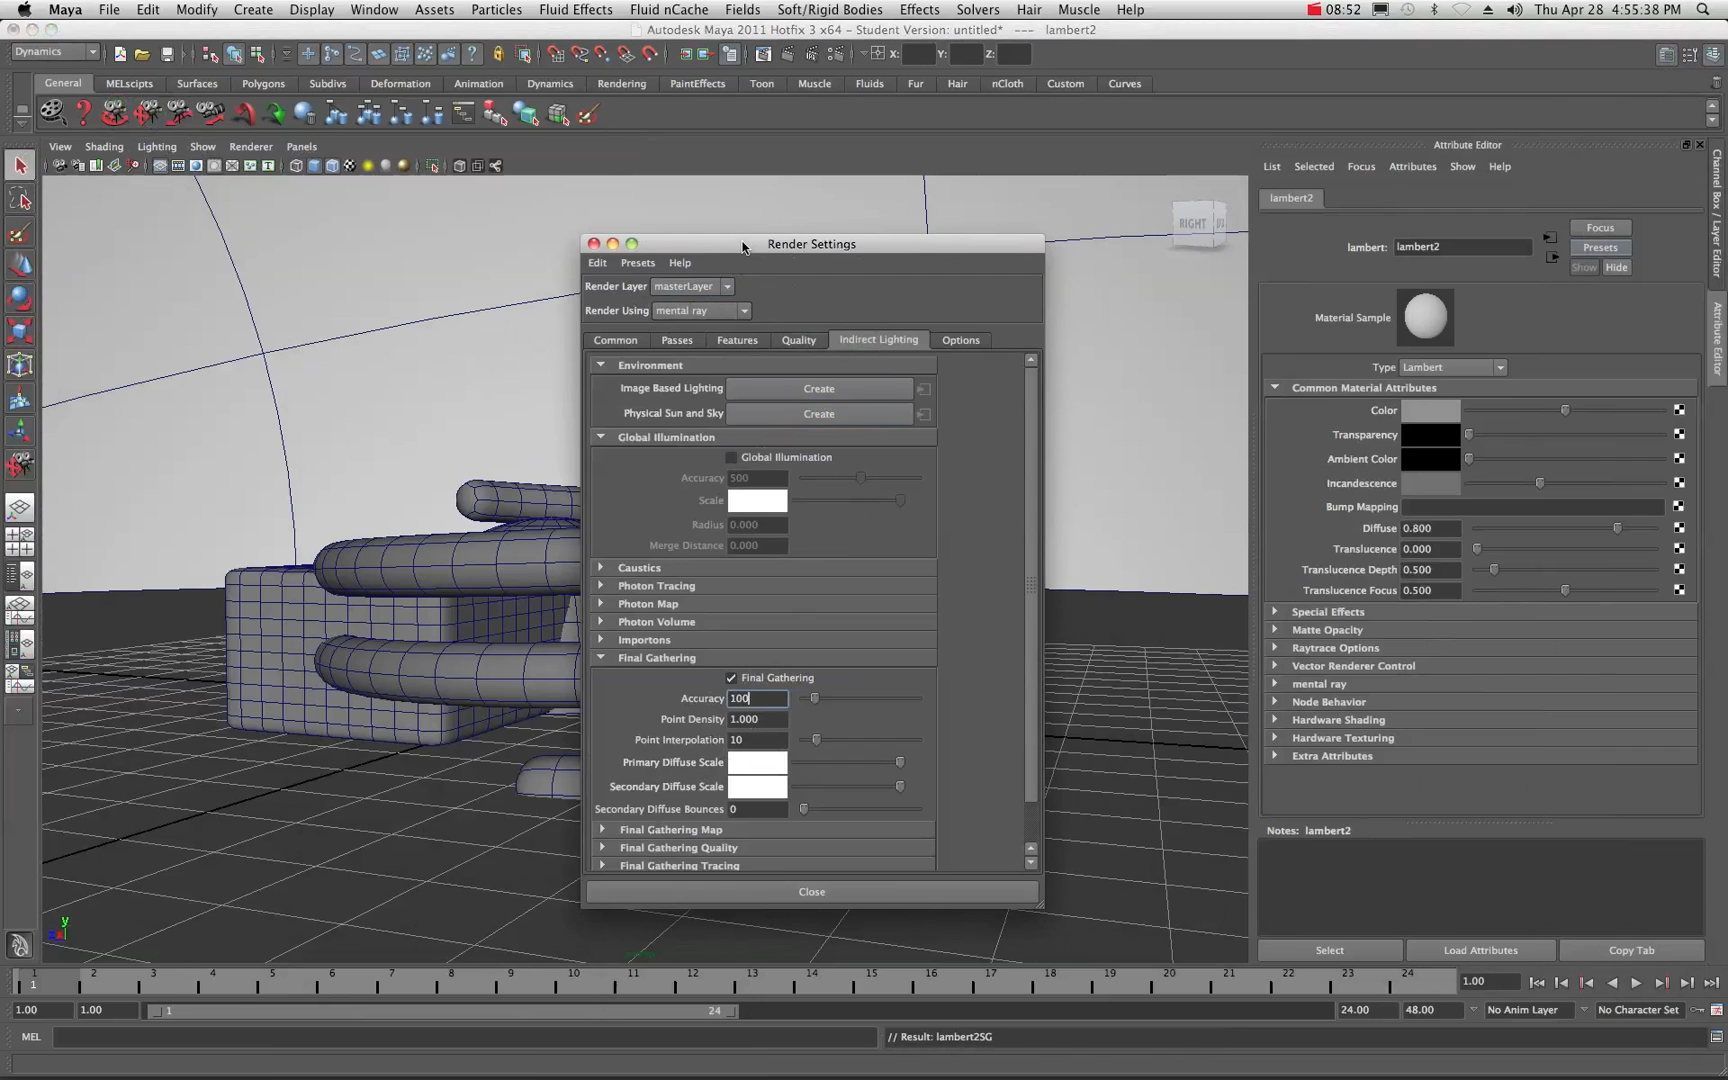 Maya File Edit Modify Create Display Window Assets Particles Fluid Effects Fluid nCache Fields Soft/Rigid Bodies Effects Solvers Hair Muscle Help 08:52 Thu Apr 28 4:55:38 PM
Autodesk Maya 2011 Hotfix 3 x64 - Student Version: untitled* --- lambert2
Dynamics X: Y: Z:
General MELscipts Surfaces Polygons Subdivs Deformation Animation Dynamics Rendering PaintEffects Toon Muscle Fluids Fur Hair nCloth Custom Curves
View Shading Lighting Show Renderer Panels
RIGHT
Render Settings
Edit Presets Help
Render Layer masterLayer
Render Using mental ray
Common Passes Features Quality Indirect Lighting Options
Environment
Image Based Lighting Create
Physical Sun and Sky Create
Global Illumination
Global Illumination
Accuracy 500
Scale
Radius 0.000
Merge Distance 0.000
Caustics
Photon Tracing
Photon Map
Photon Volume
Importons
Final Gathering
Final Gathering
Accuracy 100
Point Density 1.000
Point Interpolation 10
Primary Diffuse Scale
Secondary Diffuse Scale
Secondary Diffuse Bounces 0
Final Gathering Map
Final Gathering Quality
Final Gathering Tracing
Close
Attribute Editor
List Selected Focus Attributes Show Help
lambert2
Focus
lambert: lambert2 Presets
Show Hide
Material Sample
Type Lambert
Common Material Attributes
Color
Transparency
Ambient Color
Incandescence
Bump Mapping
Diffuse 0.800
Translucence 0.000
Translucence Depth 0.500
Translucence Focus 0.500
Special Effects
Matte Opacity
Raytrace Options
Vector Renderer Control
mental ray
Node Behavior
Hardware Shading
Hardware Texturing
Extra Attributes
Notes: lambert2
Select Load Attributes Copy Tab
Channel Box / Layer Editor
Attribute Editor
y
1 2 3 4 5 6 7 8 9 10 11 12 13 14 15 16 17 18 19 20 21 22 23 24 1.00
1
1.00 1.00 1 24 24.00 48.00 No Anim Layer No Character Set
MEL // Result: lambert2SG